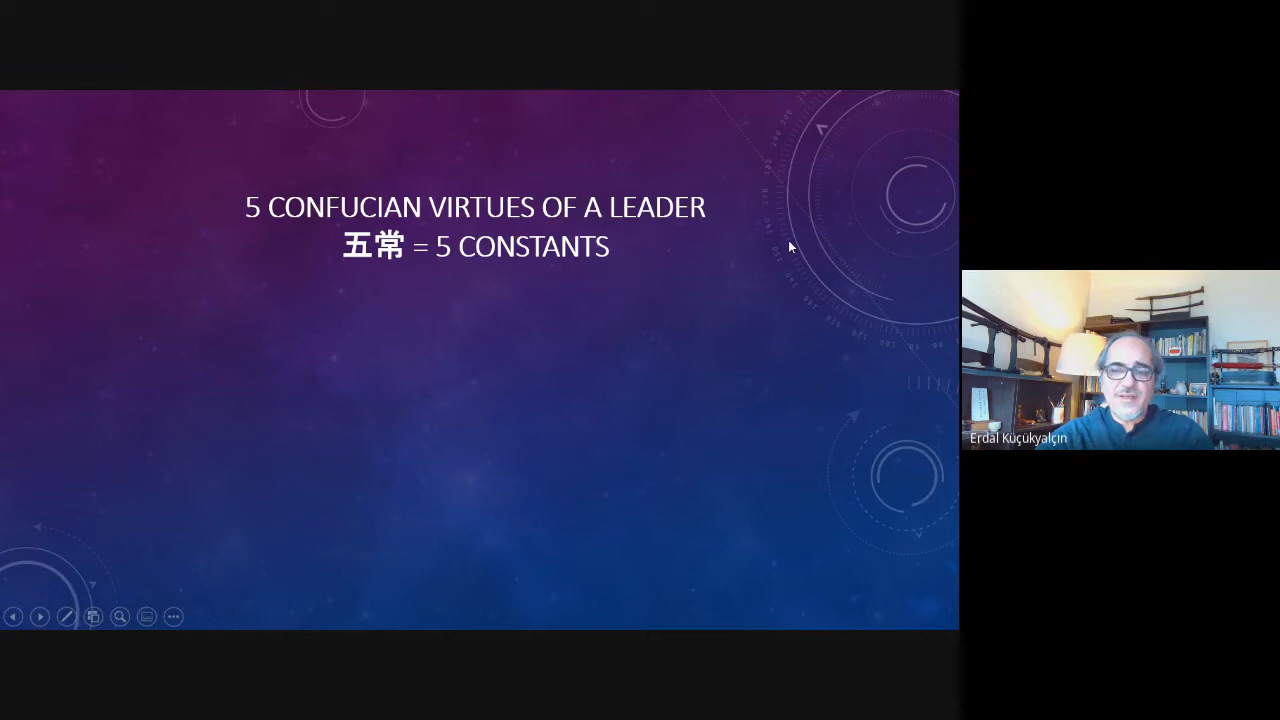 5 CONFUCIAN VIRTUES OF A LEADER
五常 = 5 CONSTANTS
Erdal Küçükyalçın